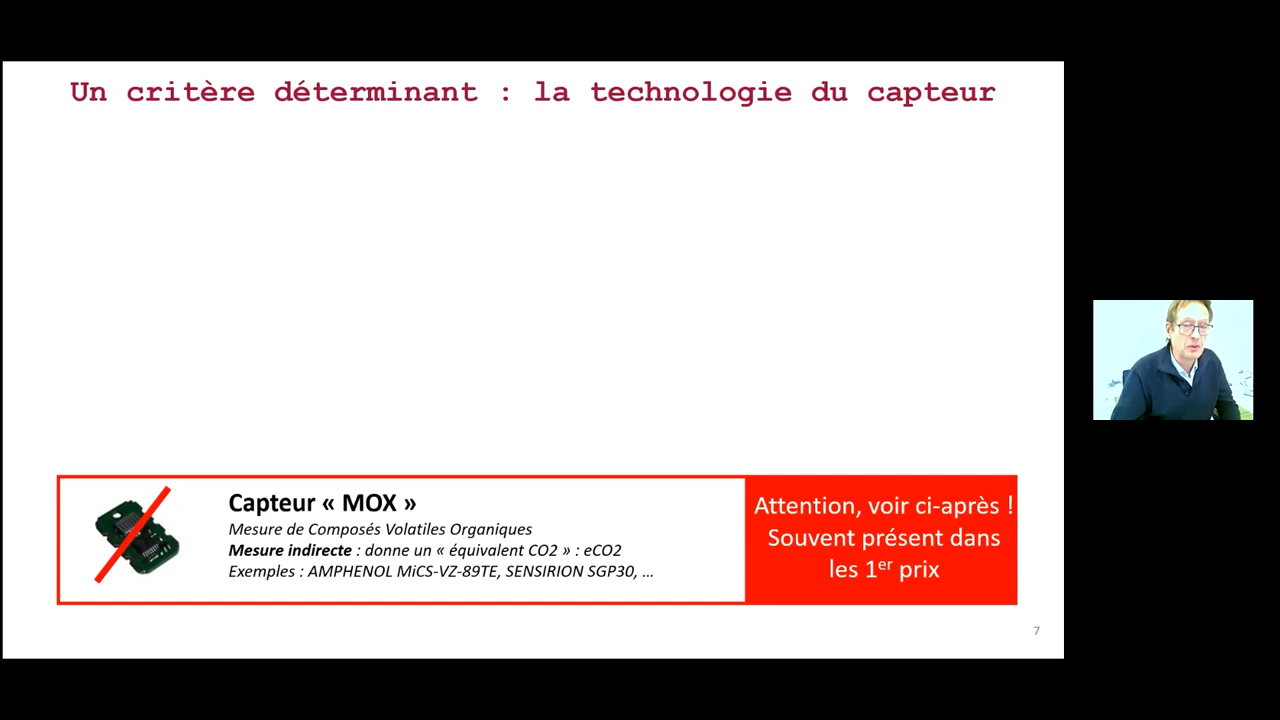 Un critère déterminant : la technologie du capteur
Capteur « MOX »
Mesure de Composés Volatiles Organiques
Mesure indirecte : donne un « équivalent CO2 » : eCO2
Exemples : AMPHENOL MiCS-VZ-89TE, SENSIRION SGP30, ...
Attention, voir ci-après !
Souvent présent dans
les 1er prix
7